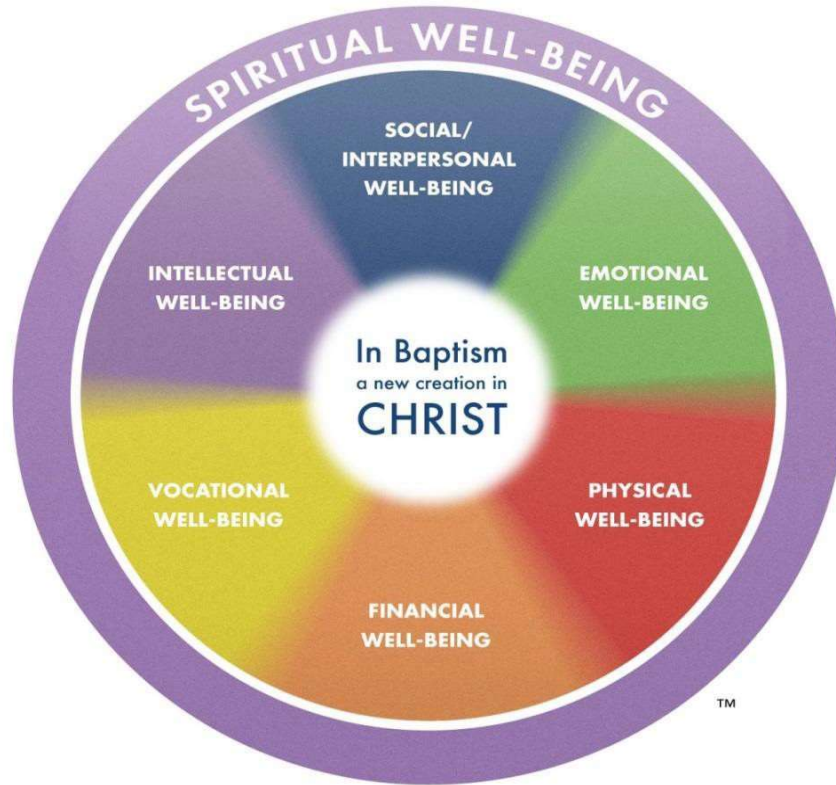 SPIRITUAL WELL-BEING
SOCIAL/
INTERPERSONAL
WELL-BEING
INTELLECTUAL
WELL-BEING
EMOTIONAL
WELL-BEING
In Baptism
a new creation in
CHRIST
VOCATIONAL
WELL-BEING
PHYSICAL
WELL-BEING
FINANCIAL
WELL-BEING
TM